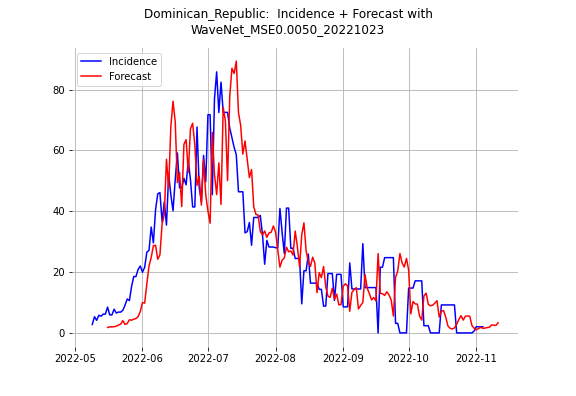 Dominican_Republic:  Incidence + Forecast with
WaveNet_MSE0.0050_20221023
Incidence
Forecast
80
60
40
20
0
2022-05 2022-06 2022-07 2022-08 2022-09 2022-10 2022-11